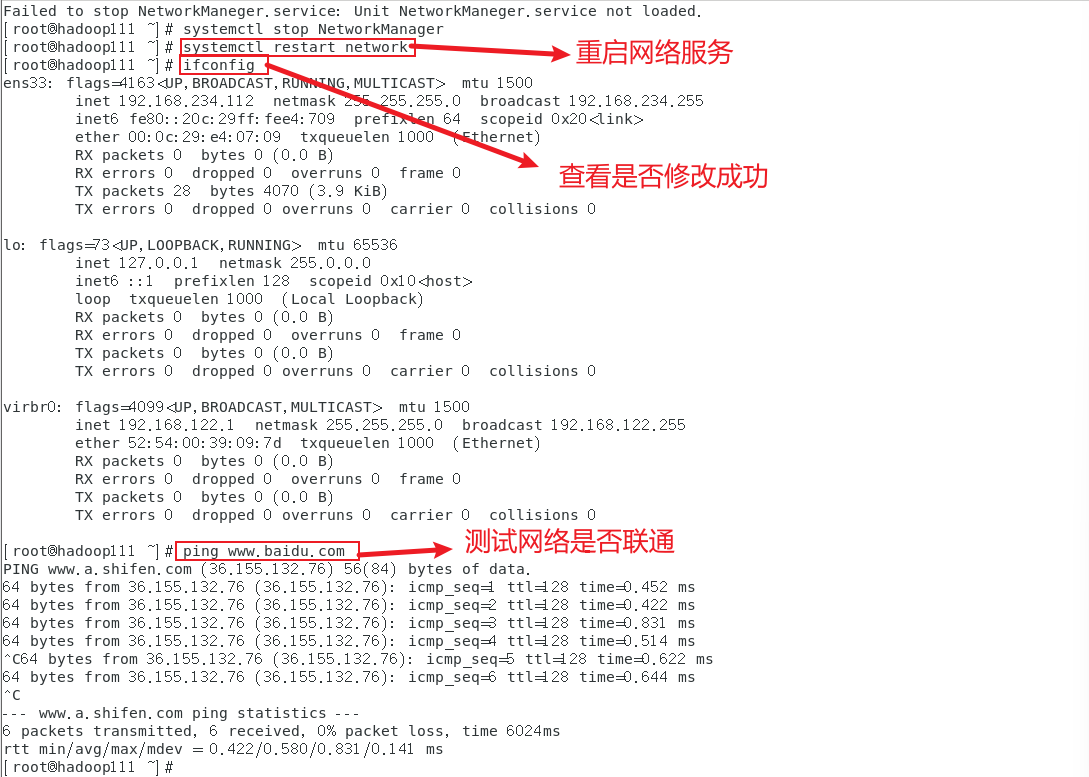 Failed to stop NetworkManeger.service: Unit NetworkManeger.service not loaded.
[root@hadoop111 ~]# systemctl stop NetworkManager
[root@hadoop111 ~]# systemctl restart network
重启网络服务
[root@hadoop111 ~]# ifconfig
ens33: flags=4163<UP,BROADCAST,RUNNING,MULTICAST>  mtu 1500
        inet 192.168.234.112  netmask 255.255.255.0  broadcast 192.168.234.255
        inet6 fe80::20c:29ff:fee4:709  prefixlen 64  scopeid 0x20<link>
        ether 00:0c:29:e4:07:09  txqueuelen 1000  (Ethernet)
        RX packets 0  bytes 0 (0.0 B)
        RX errors 0  dropped 0  overruns 0  frame 0
查看是否修改成功
        TX packets 28  bytes 4070 (3.9 KiB)
        TX errors 0  dropped 0 overruns 0  carrier 0  collisions 0
lo: flags=73<UP,LOOPBACK,RUNNING>  mtu 65536
        inet 127.0.0.1  netmask 255.0.0.0
        inet6 ::1  prefixlen 128  scopeid 0x10<host>
        loop  txqueuelen 1000  (Local Loopback)
        RX packets 0  bytes 0 (0.0 B)
        RX errors 0  dropped 0  overruns 0  frame 0
        TX packets 0  bytes 0 (0.0 B)
        TX errors 0  dropped 0 overruns 0  carrier 0  collisions 0
virbr0: flags=4099<UP,BROADCAST,MULTICAST>  mtu 1500
        inet 192.168.122.1  netmask 255.255.255.0  broadcast 192.168.122.255
        ether 52:54:00:39:09:7d  txqueuelen 1000  (Ethernet)
        RX packets 0  bytes 0 (0.0 B)
        RX errors 0  dropped 0  overruns 0  frame 0
        TX packets 0  bytes 0 (0.0 B)
        TX errors 0  dropped 0 overruns 0  carrier 0  collisions 0
[root@hadoop111 ~]# ping www.baidu.com
测试网络是否联通
PING www.a.shifen.com (36.155.132.76) 56(84) bytes of data.
64 bytes from 36.155.132.76 (36.155.132.76): icmp_seq=1 ttl=128 time=0.452 ms
64 bytes from 36.155.132.76 (36.155.132.76): icmp_seq=2 ttl=128 time=0.422 ms
64 bytes from 36.155.132.76 (36.155.132.76): icmp_seq=3 ttl=128 time=0.831 ms
64 bytes from 36.155.132.76 (36.155.132.76): icmp_seq=4 ttl=128 time=0.514 ms
^C64 bytes from 36.155.132.76 (36.155.132.76): icmp_seq=5 ttl=128 time=0.622 ms
64 bytes from 36.155.132.76 (36.155.132.76): icmp_seq=6 ttl=128 time=0.644 ms
^C
--- www.a.shifen.com ping statistics ---
6 packets transmitted, 6 received, 0% packet loss, time 6024ms
rtt min/avg/max/mdev = 0.422/0.580/0.831/0.141 ms
[root@hadoop111 ~]#